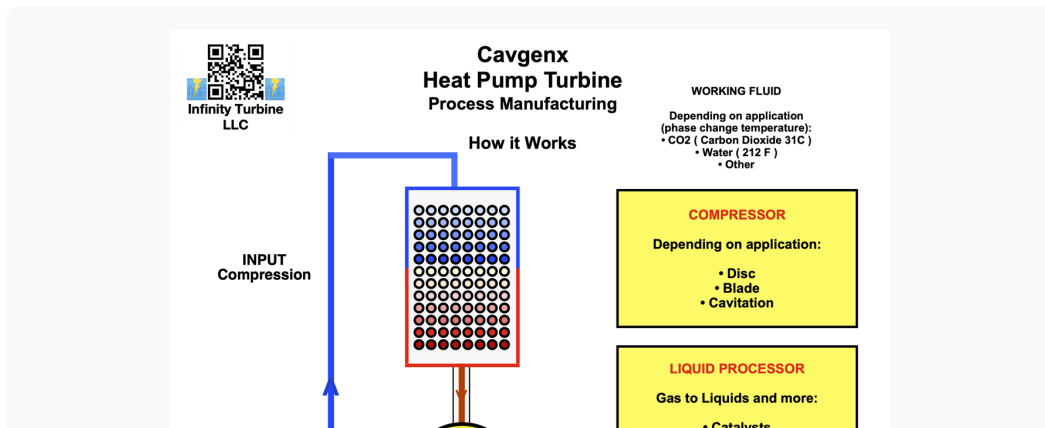 Infinity Turbine
LLC
Cavgenx
Heat Pump Turbine
Process Manufacturing
How it Works
WORKING FLUID
Depending on application
(phase change temperature):
• CO2 ( Carbon Dioxide 31C )
• Water ( 212 F )
• Other
INPUT
Compression
COMPRESSOR
Depending on application:
• Disc
• Blade
• Cavitation
LIQUID PROCESSOR
Gas to Liquids and more:
• Catalysts